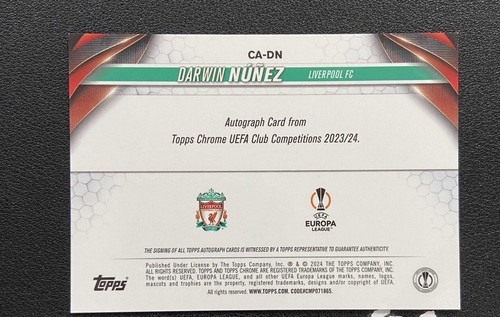 CA-DN
DARWIN NÚÑEZ LIVERPOOL FC
Autograph Card from
Topps Chrome UEFA Club Competitions 2023/24.
LIVERPOOL
UEFA
EUROPA
LEAGUE
THE SIGNING OF ALL TOPPS AUTOGRAPH CARDS IS WITNESSED BY A TOPPS REPRESENTATIVE TO GUARANTEE AUTHENTICITY.
topps
Published Under License by The Topps Company, Inc. ® & © 2024 THE TOPPS COMPANY, INC.
ALL RIGHTS RESERVED. TOPPS AND TOPPS CHROME ARE REGISTERED TRADEMARKS OF THE TOPPS COMPANY, INC.
The word(s) UEFA, EUROPA LEAGUE, and all other UEFA Europa League marks, names, logos,
mascots and trophies are the property, registered trademarks, designs and/or copyright of UEFA.
All rights reserved. WWW.TOPPS.COM. CODE#CMP071865.